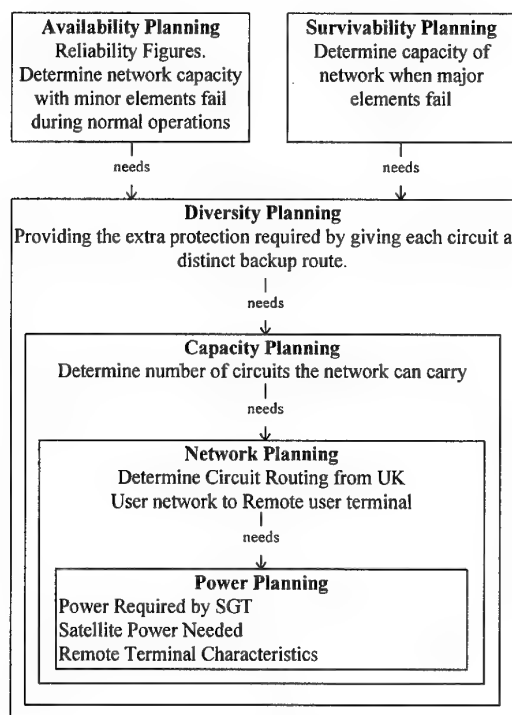 Availability Planning
Reliability Figures.
Determine network capacity
with minor elements fail
during normal operations
Survivability Planning
Determine capacity of
network when major
elements fail
needs
needs
Diversity Planning
Providing the extra protection required by giving each circuit a
distinct backup route.
needs
Capacity Planning
Determine number of circuits the network can carry
needs
Network Planning
Determine Circuit Routing from UK
User network to Remote user terminal
needs
Power Planning
Power Required by SGT
Satellite Power Needed
Remote Terminal Characteristics